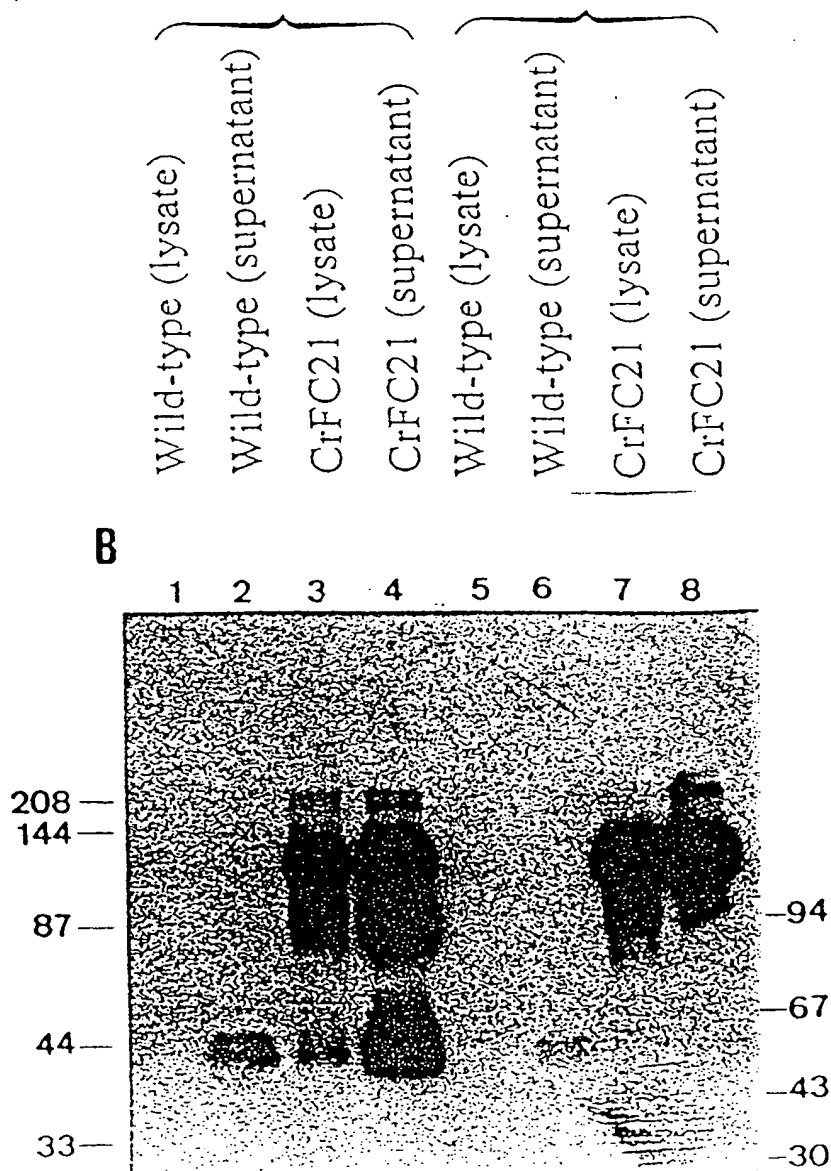 Wild-type (lysate)
Wild-type (supernatant)
CrFC21 (lysate)
CrFC21 (supernatant)
Wild-type (lysate)
Wild-type (supernatant)
CrFC21 (lysate)
CrFC21 (supernatant)
B
1 2 3 4 5 6 7 8
208
144
87
44
33
94
67
43
30